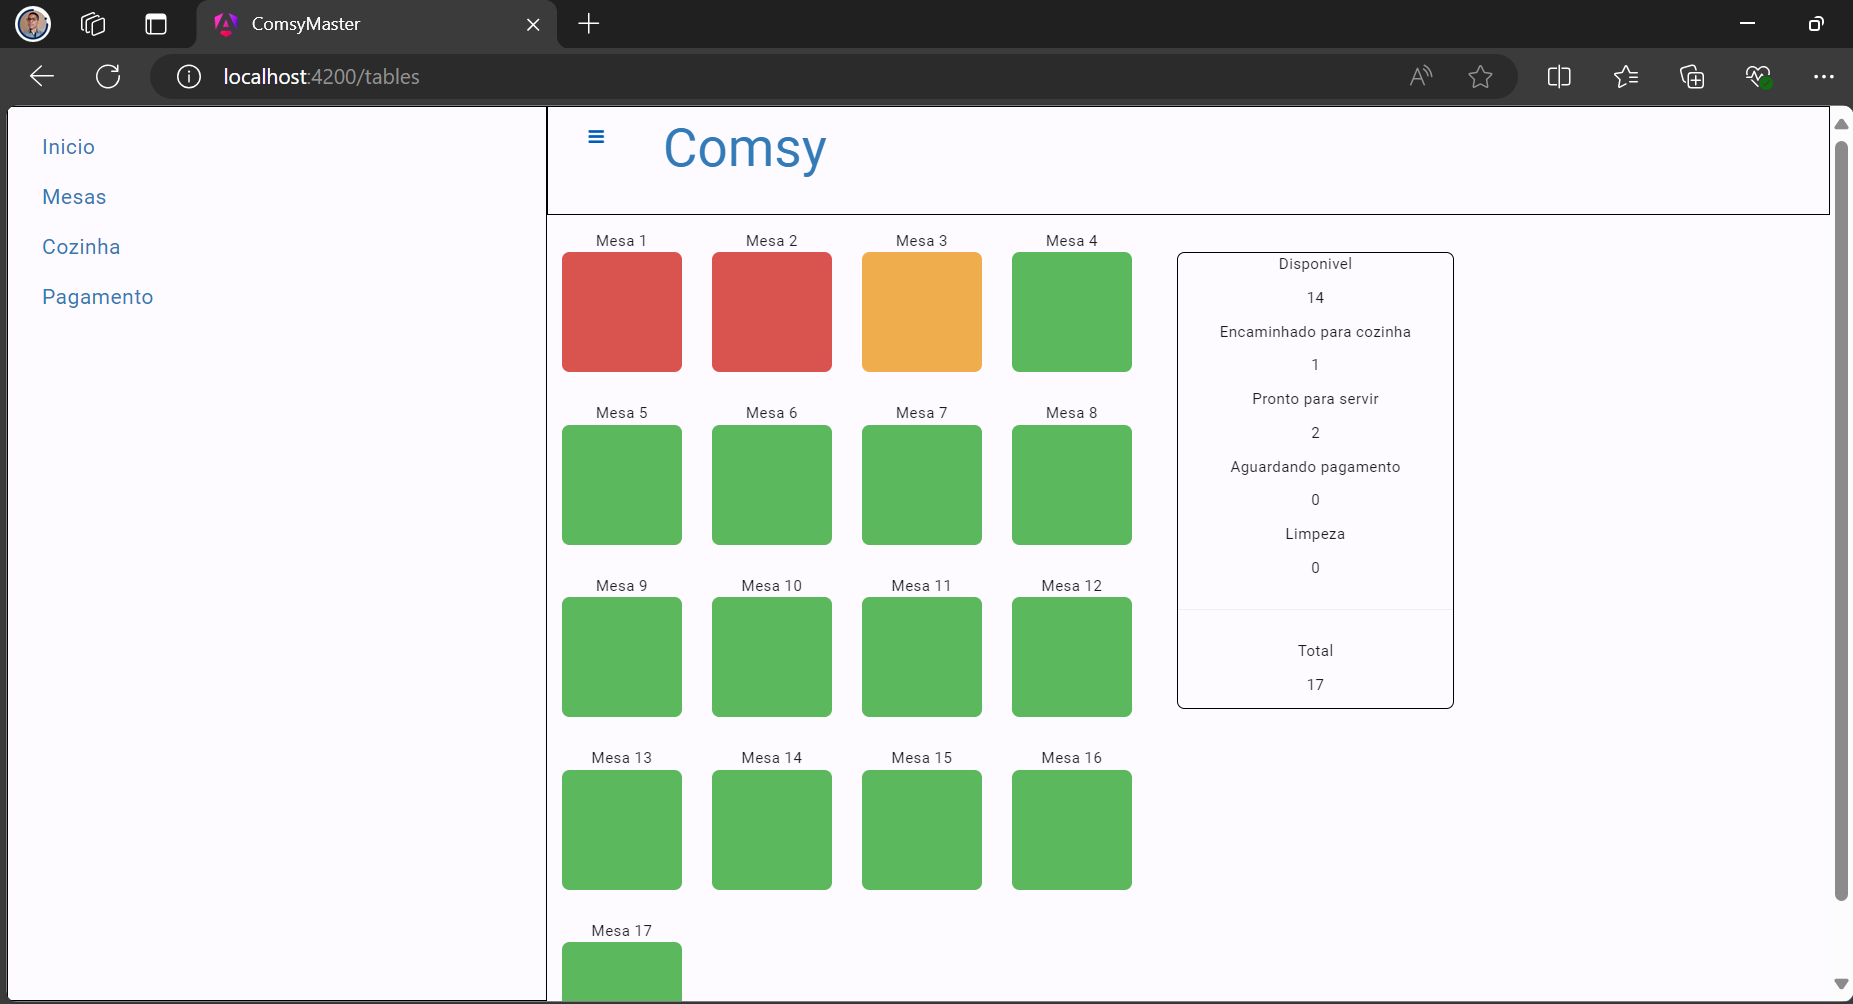 ComsyMaster
localhost:4200/tables
Inicio
Mesas
Cozinha
Pagamento
Comsy
Mesa 1
Mesa 2
Mesa 3
Mesa 4
Mesa 5
Mesa 6
Mesa 7
Mesa 8
Mesa 9
Mesa 10
Mesa 11
Mesa 12
Mesa 13
Mesa 14
Mesa 15
Mesa 16
Mesa 17
Disponivel
14
Encaminhado para cozinha
1
Pronto para servir
2
Aguardando pagamento
0
Limpeza
0
Total
17